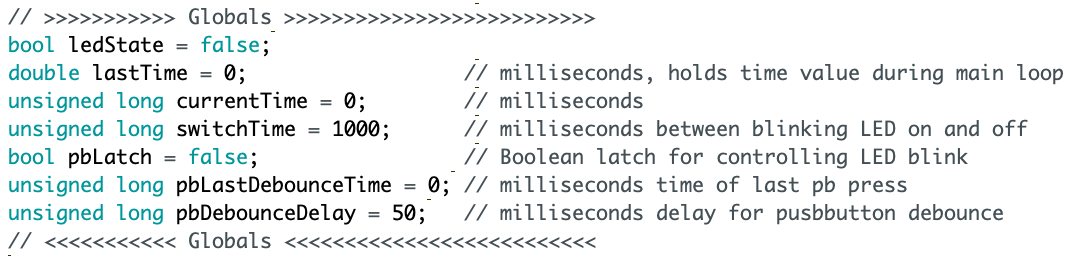 // >>>>>>>>>>> Globals >>>>>>>>>>>>>>>>>>>>>>>>>>
bool ledState = false;
double lastTime = 0; // milliseconds, holds time value during main loop
unsigned long currentTime = 0; // milliseconds
unsigned long switchTime = 1000; // milliseconds between blinking LED on and off
bool pbLatch = false; // Boolean latch for controlling LED blink
unsigned long pbLastDebounceTime = 0; // milliseconds time of last pb press
unsigned long pbDebounceDelay = 50; // milliseconds delay for pusbbutton debounce
// <<<<<<<<<<< Globals <<<<<<<<<<<<<<<<<<<<<<<<<<